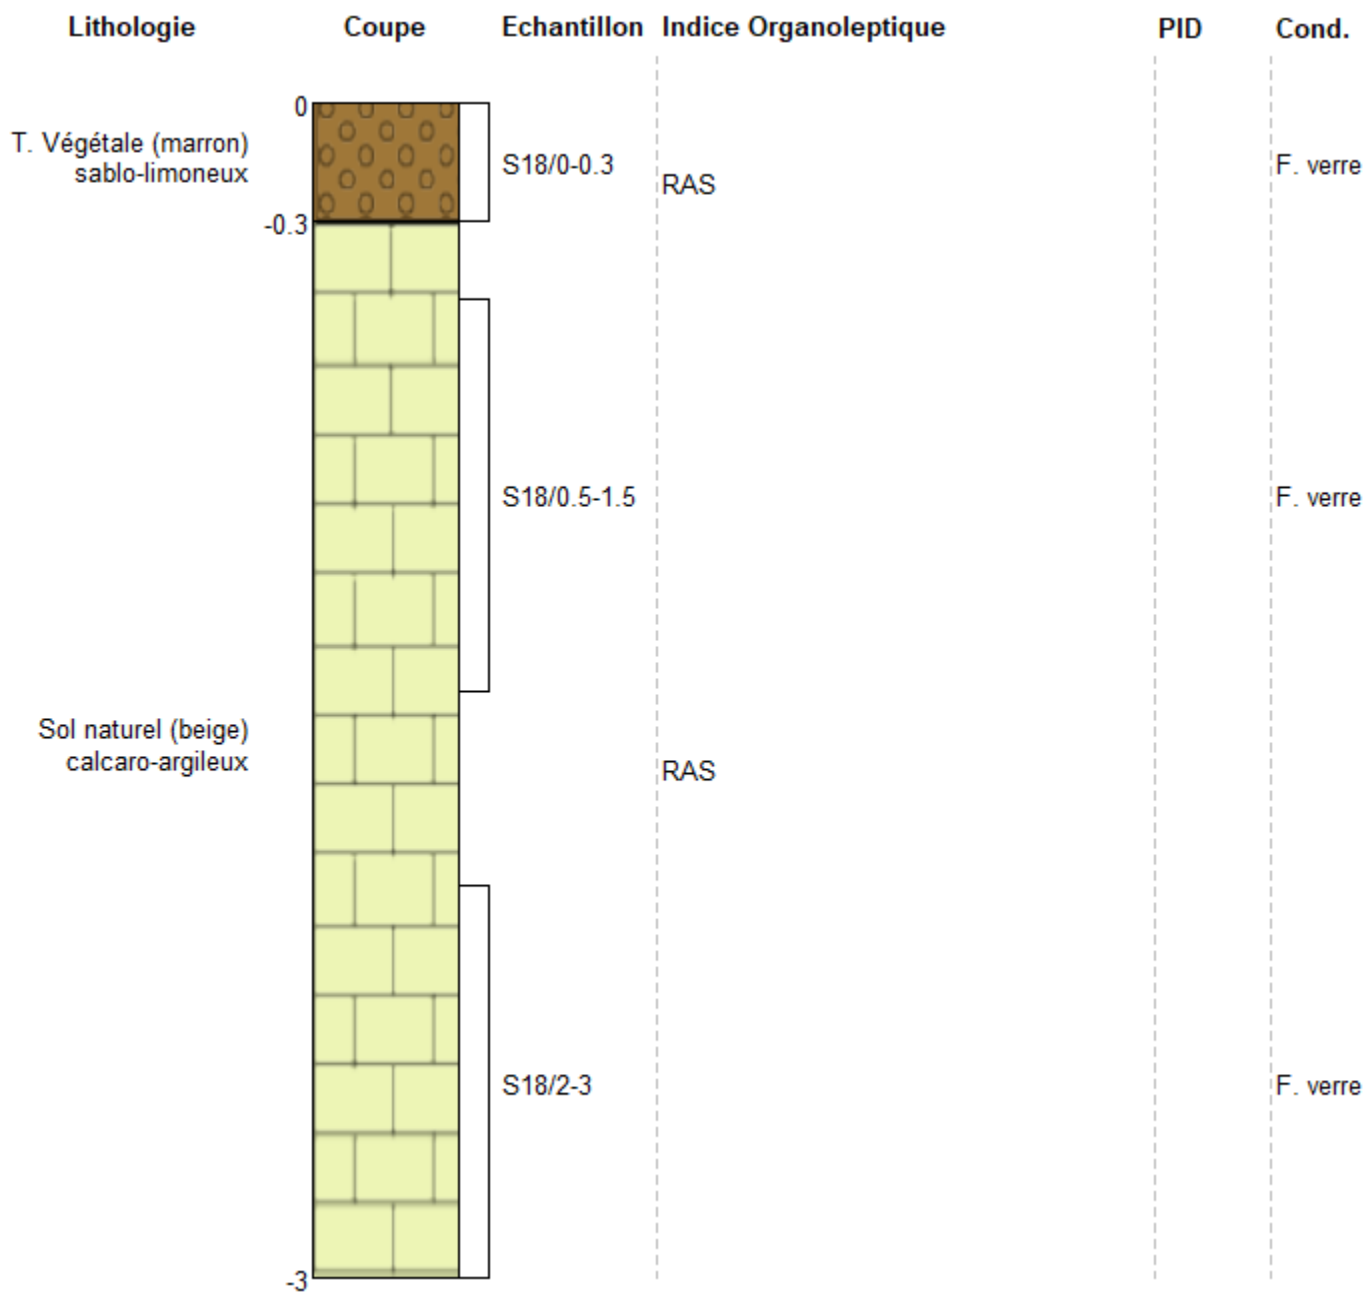 Lithologie Coupe Echantillon Indice Organoleptique PID Cond.
0
T. Végétale (marron)
sablo-limoneux
S18/0-0.3
RAS
F. verre
-0.3
S18/0.5-1.5
F. verre
Sol naturel (beige)
calcaro-argileux
RAS
S18/2-3
F. verre
-3